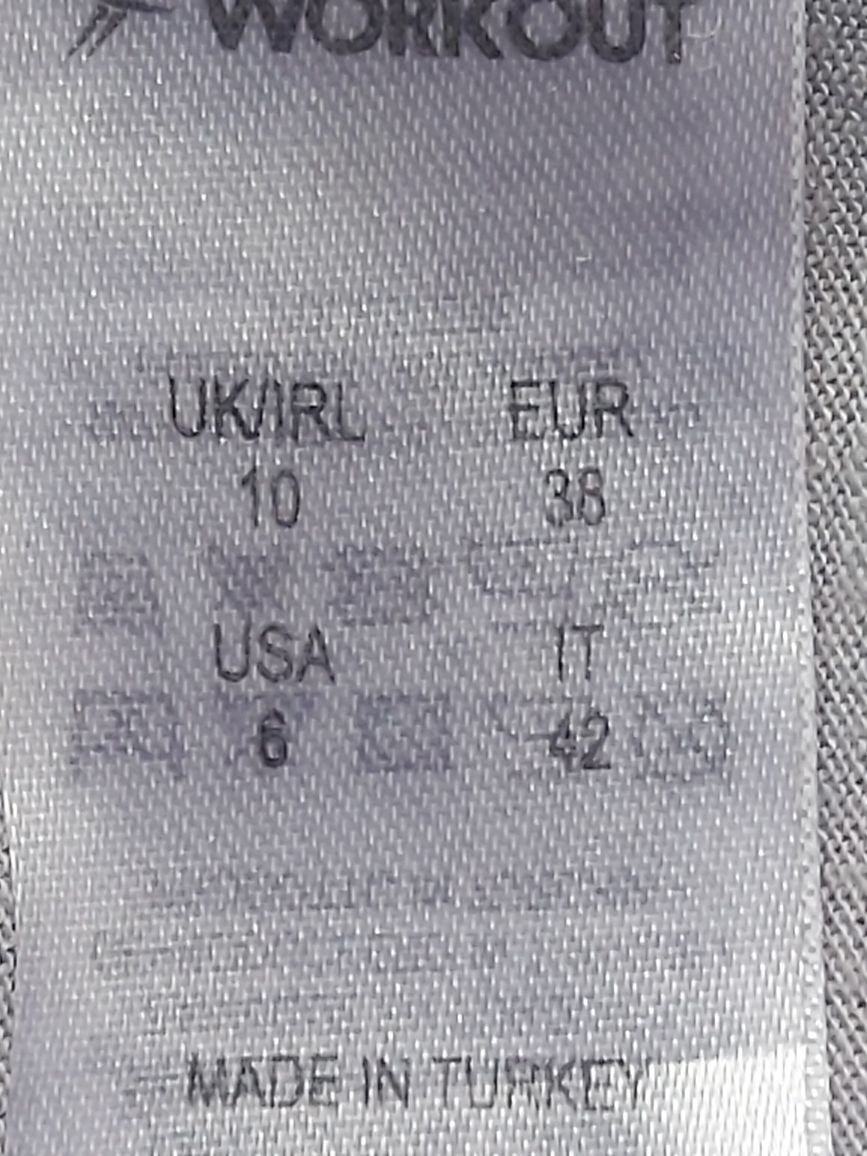 WORKOUT
UK/IRL EUR
10 38
USA IT
6 42
MADE IN TURKEY